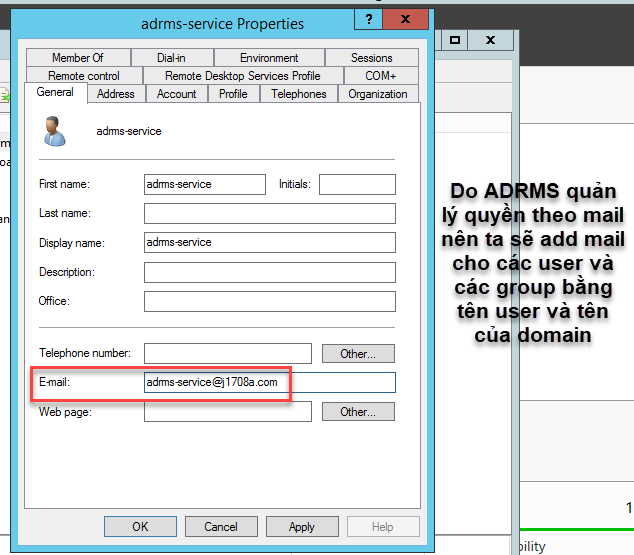 adrms-service Properties
?
X
X
Member Of
Dial-in
Environment
Sessions
Remote control
Remote Desktop Services Profile
COM+
General
Address
Account
Profile
Telephones
Organization
adrms-service
First name:
adrms-service
Initials:
Last name:
Display name:
adrms-service
Description:
Office:
Telephone number:
Other...
E-mail:
adrms-service@j1708a.com
Web page:
Other...
OK
Cancel
Apply
Help
Do ADRMS quản
lý quyền theo mail
nên ta sẽ add mail
cho các user và
các group bằng
tên user và tên
của domain
1